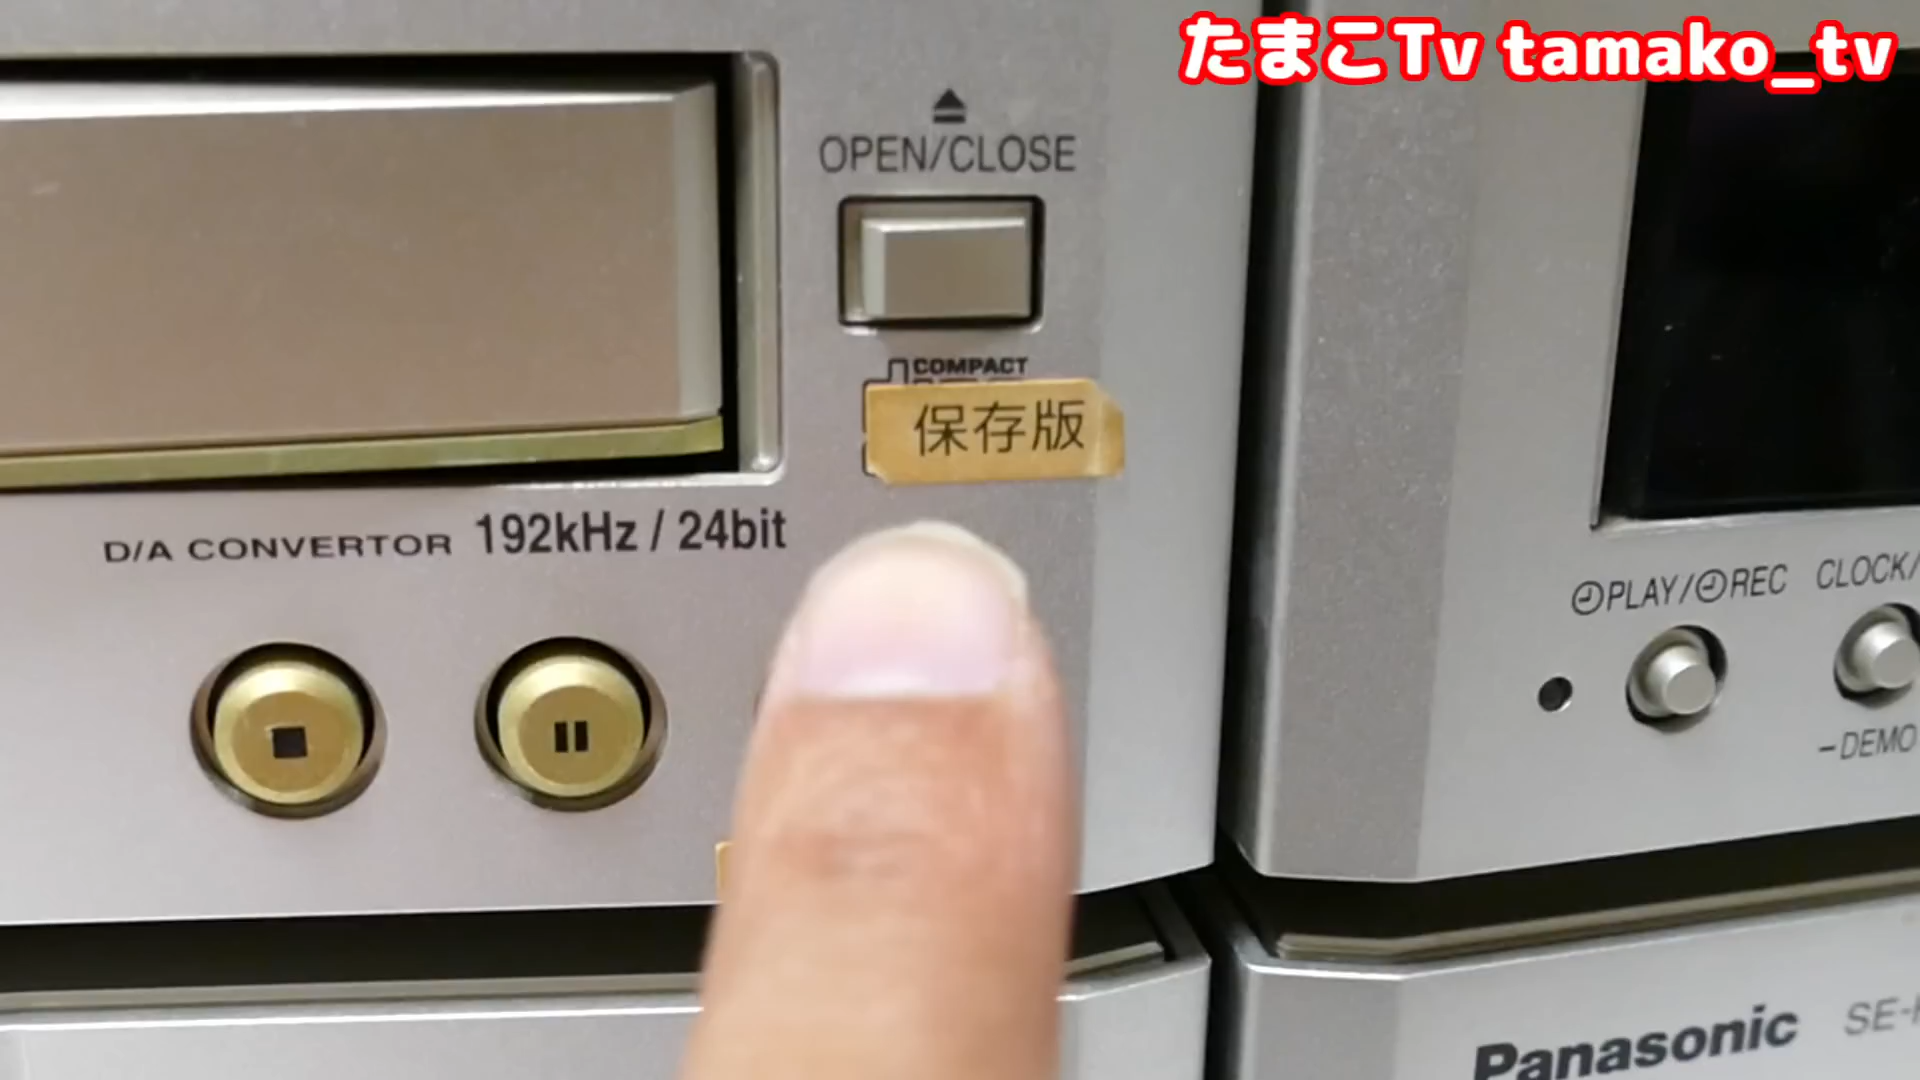 たまこTv tamako_tv
OPEN/CLOSE
COMPACT
保存版
D/A CONVERTOR 192kHz / 24bit
PLAY/REC CLOCK/
−DEMO
Panasonic SE-